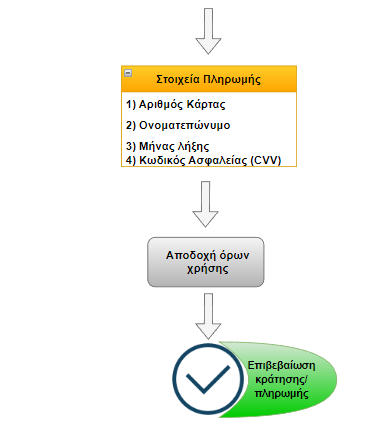 Στοιχεία Πληρωμής
1) Αριθμός Κάρτας
2) Ονοματεπώνυμο
3) Μήνας Λήξης
4) Κωδικός Ασφαλείας (CVV)
Αποδοχή όρων
χρήσης
Επιβεβαίωση
κράτησης/
πληρωμής